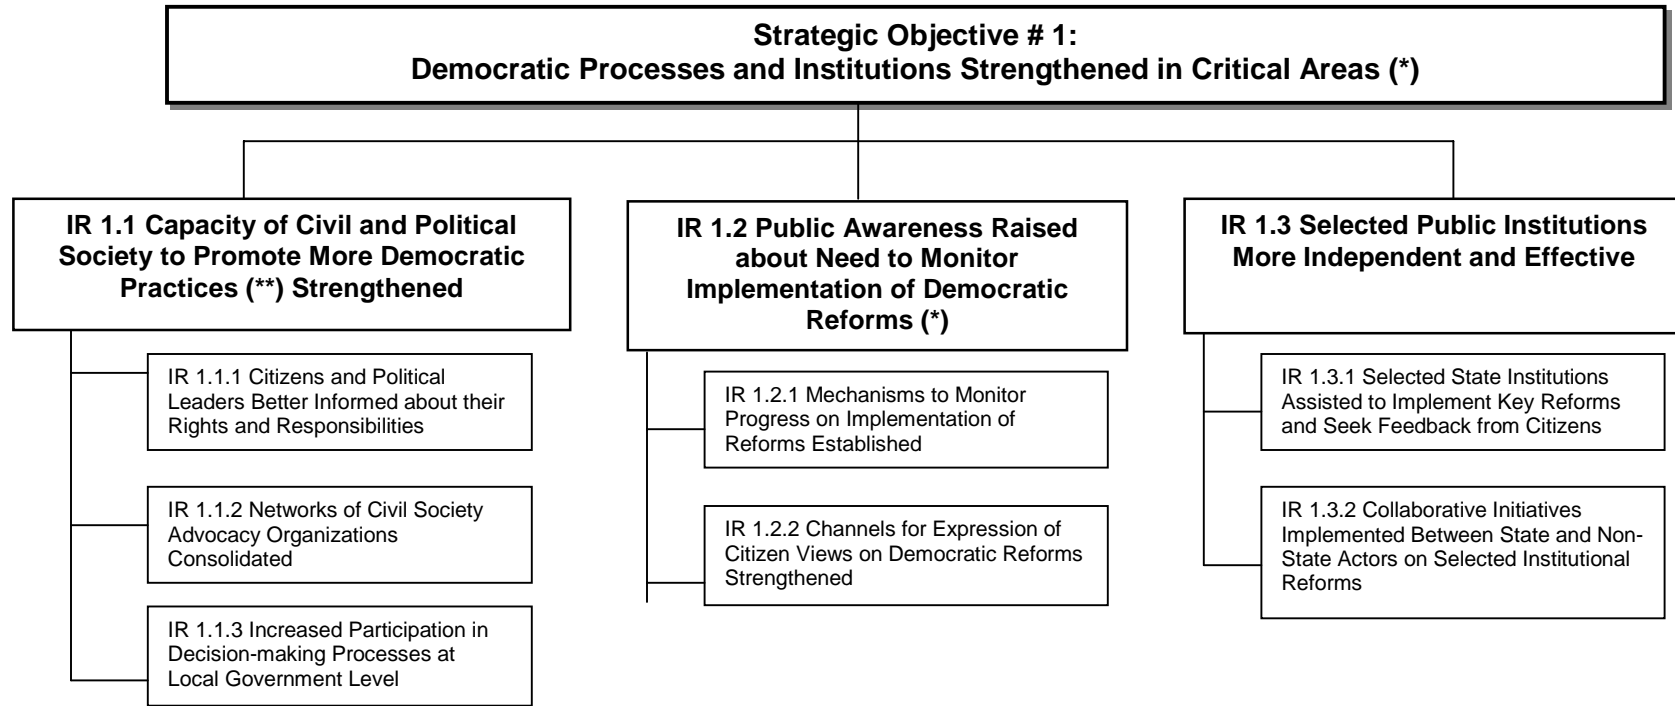 Strategic Objective # 1:
Democratic Processes and Institutions Strengthened in Critical Areas (*)
IR 1.1 Capacity of Civil and Political
Society to Promote More Democratic
Practices (**) Strengthened
IR 1.1.1 Citizens and Political
Leaders Better Informed about their
Rights and Responsibilities
IR 1.1.2 Networks of Civil Society
Advocacy Organizations
Consolidated
IR 1.1.3 Increased Participation in
Decision-making Processes at
Local Government Level
IR 1.2 Public Awareness Raised
about Need to Monitor
Implementation of Democratic
Reforms (*)
IR 1.2.1 Mechanisms to Monitor
Progress on Implementation of
Reforms Established
IR 1.2.2 Channels for Expression of
Citizen Views on Democratic Reforms
Strengthened
IR 1.3 Selected Public Institutions
More Independent and Effective
IR 1.3.1 Selected State Institutions
Assisted to Implement Key Reforms
and Seek Feedback from Citizens
IR 1.3.2 Collaborative Initiatives
Implemented Between State and Non-
State Actors on Selected Institutional
Reforms